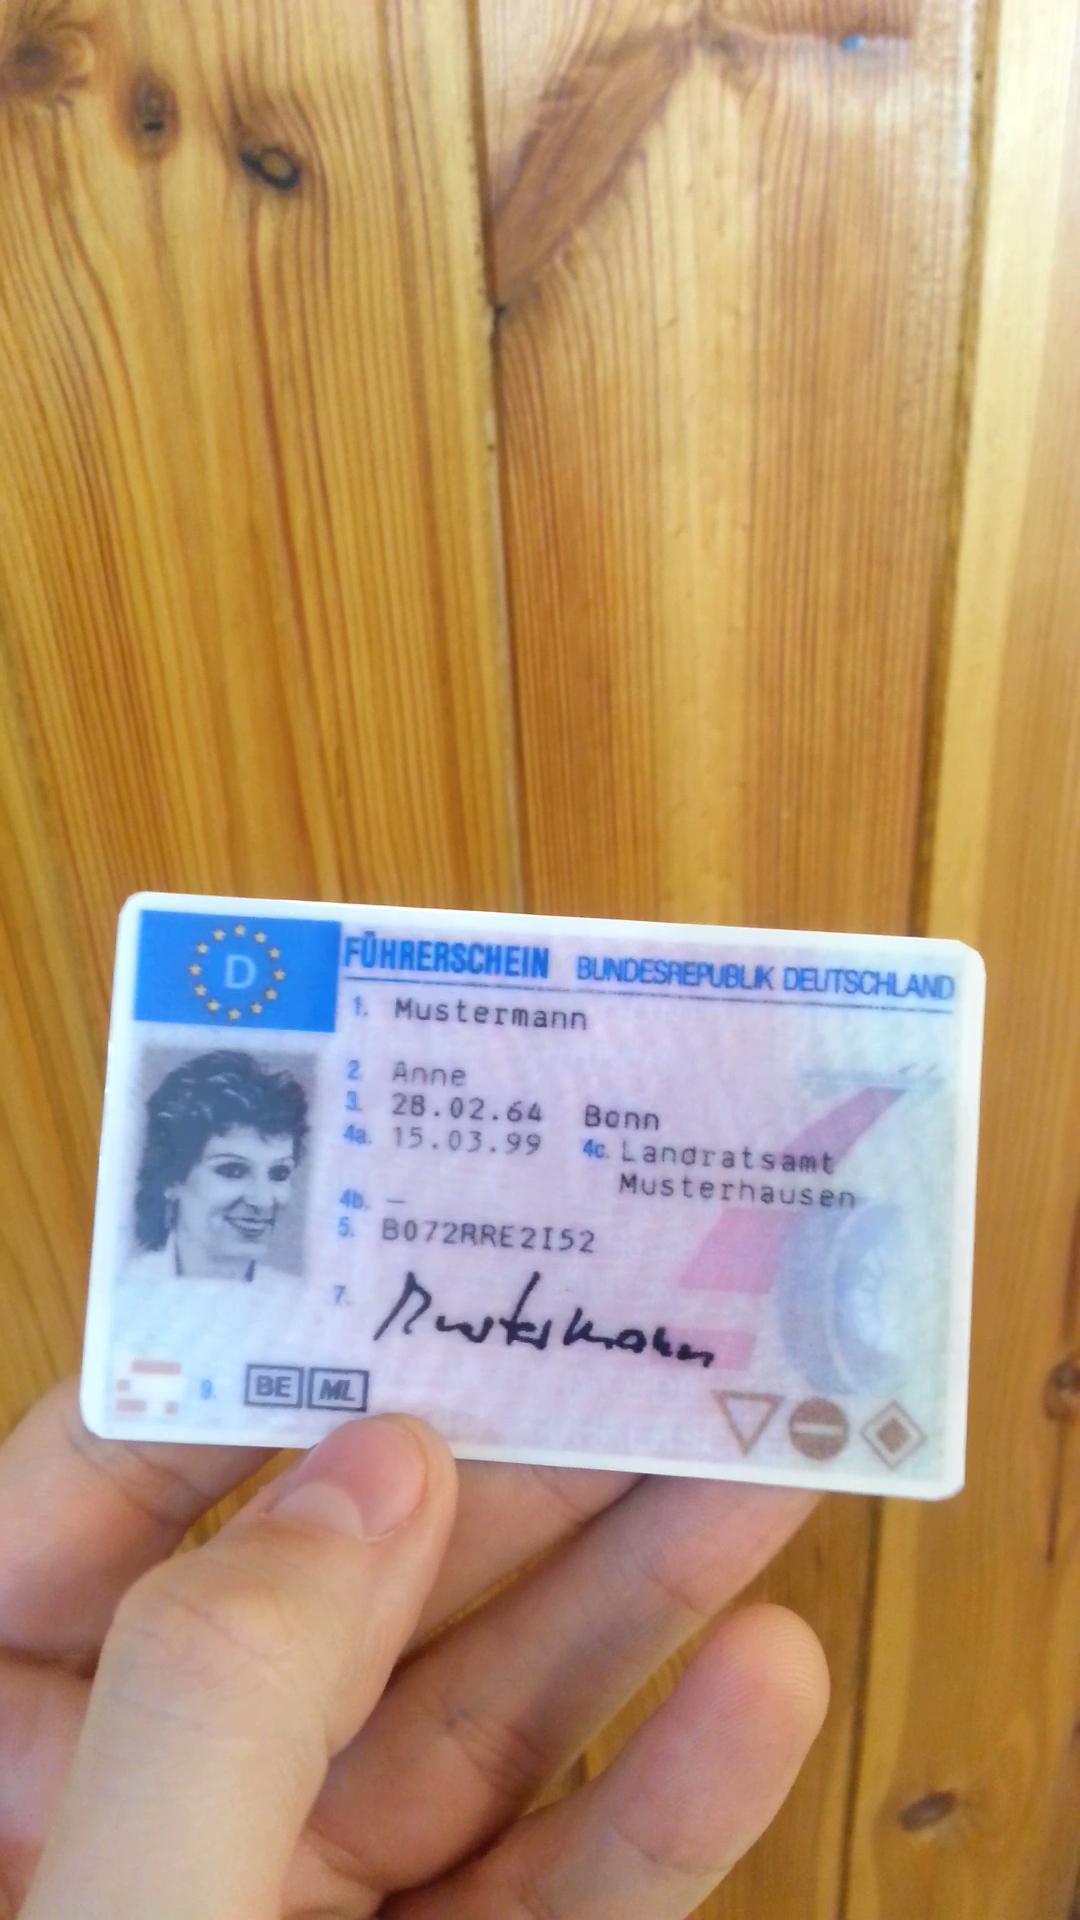 D
FÜHRERSCHEIN BUNDESREPUBLIK DEUTSCHLAND
1. Mustermann
2. Anne
3. 28.02.64 Bonn
4a. 15.03.99 4c. Landratsamt
Musterhausen
4b. –
5. B072RRE2I52
7. Mustermann
9. BE ML